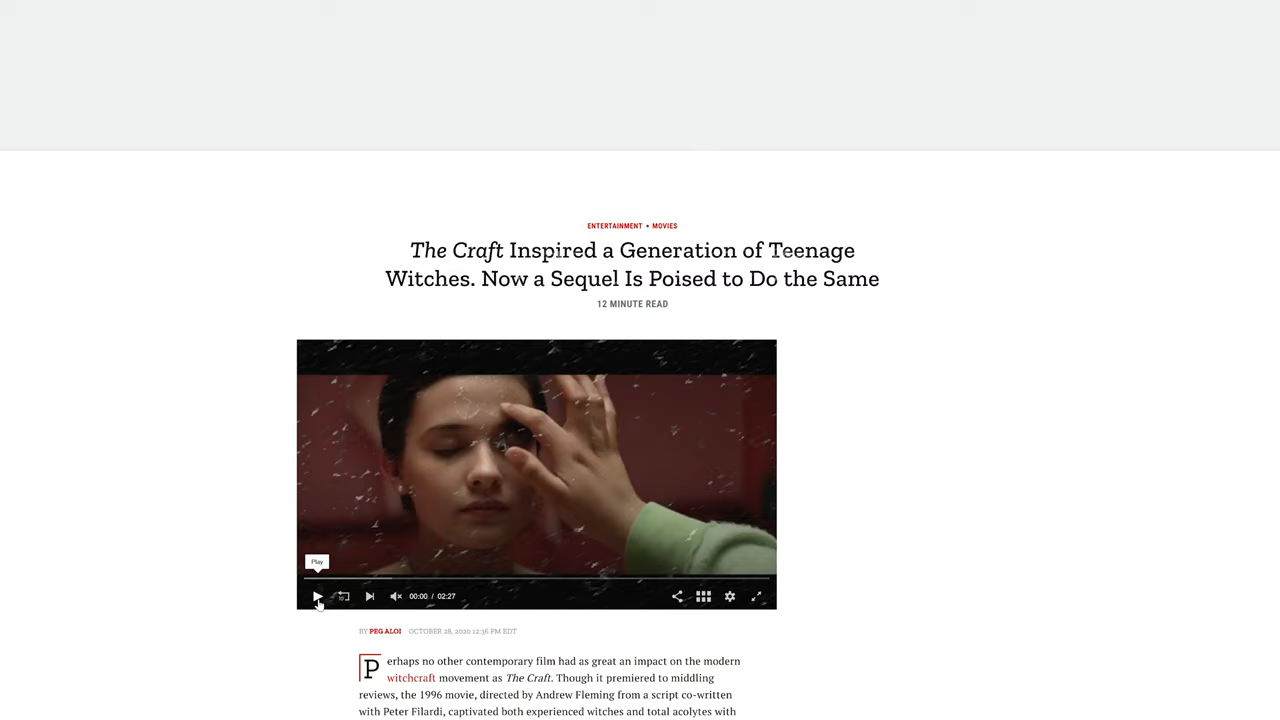 ENTERTAINMENT • MOVIES
The Craft Inspired a Generation of Teenage
Witches. Now a Sequel Is Poised to Do the Same
12 MINUTE READ
Play
10
00:00 / 02:27
BY PEG ALOI OCTOBER 28, 2020 12:36 PM EDT
Perhaps no other contemporary film had as great an impact on the modern
witchcraft movement as The Craft. Though it premiered to middling
reviews, the 1996 movie, directed by Andrew Fleming from a script co-written
with Peter Filardi, captivated both experienced witches and total acolytes with